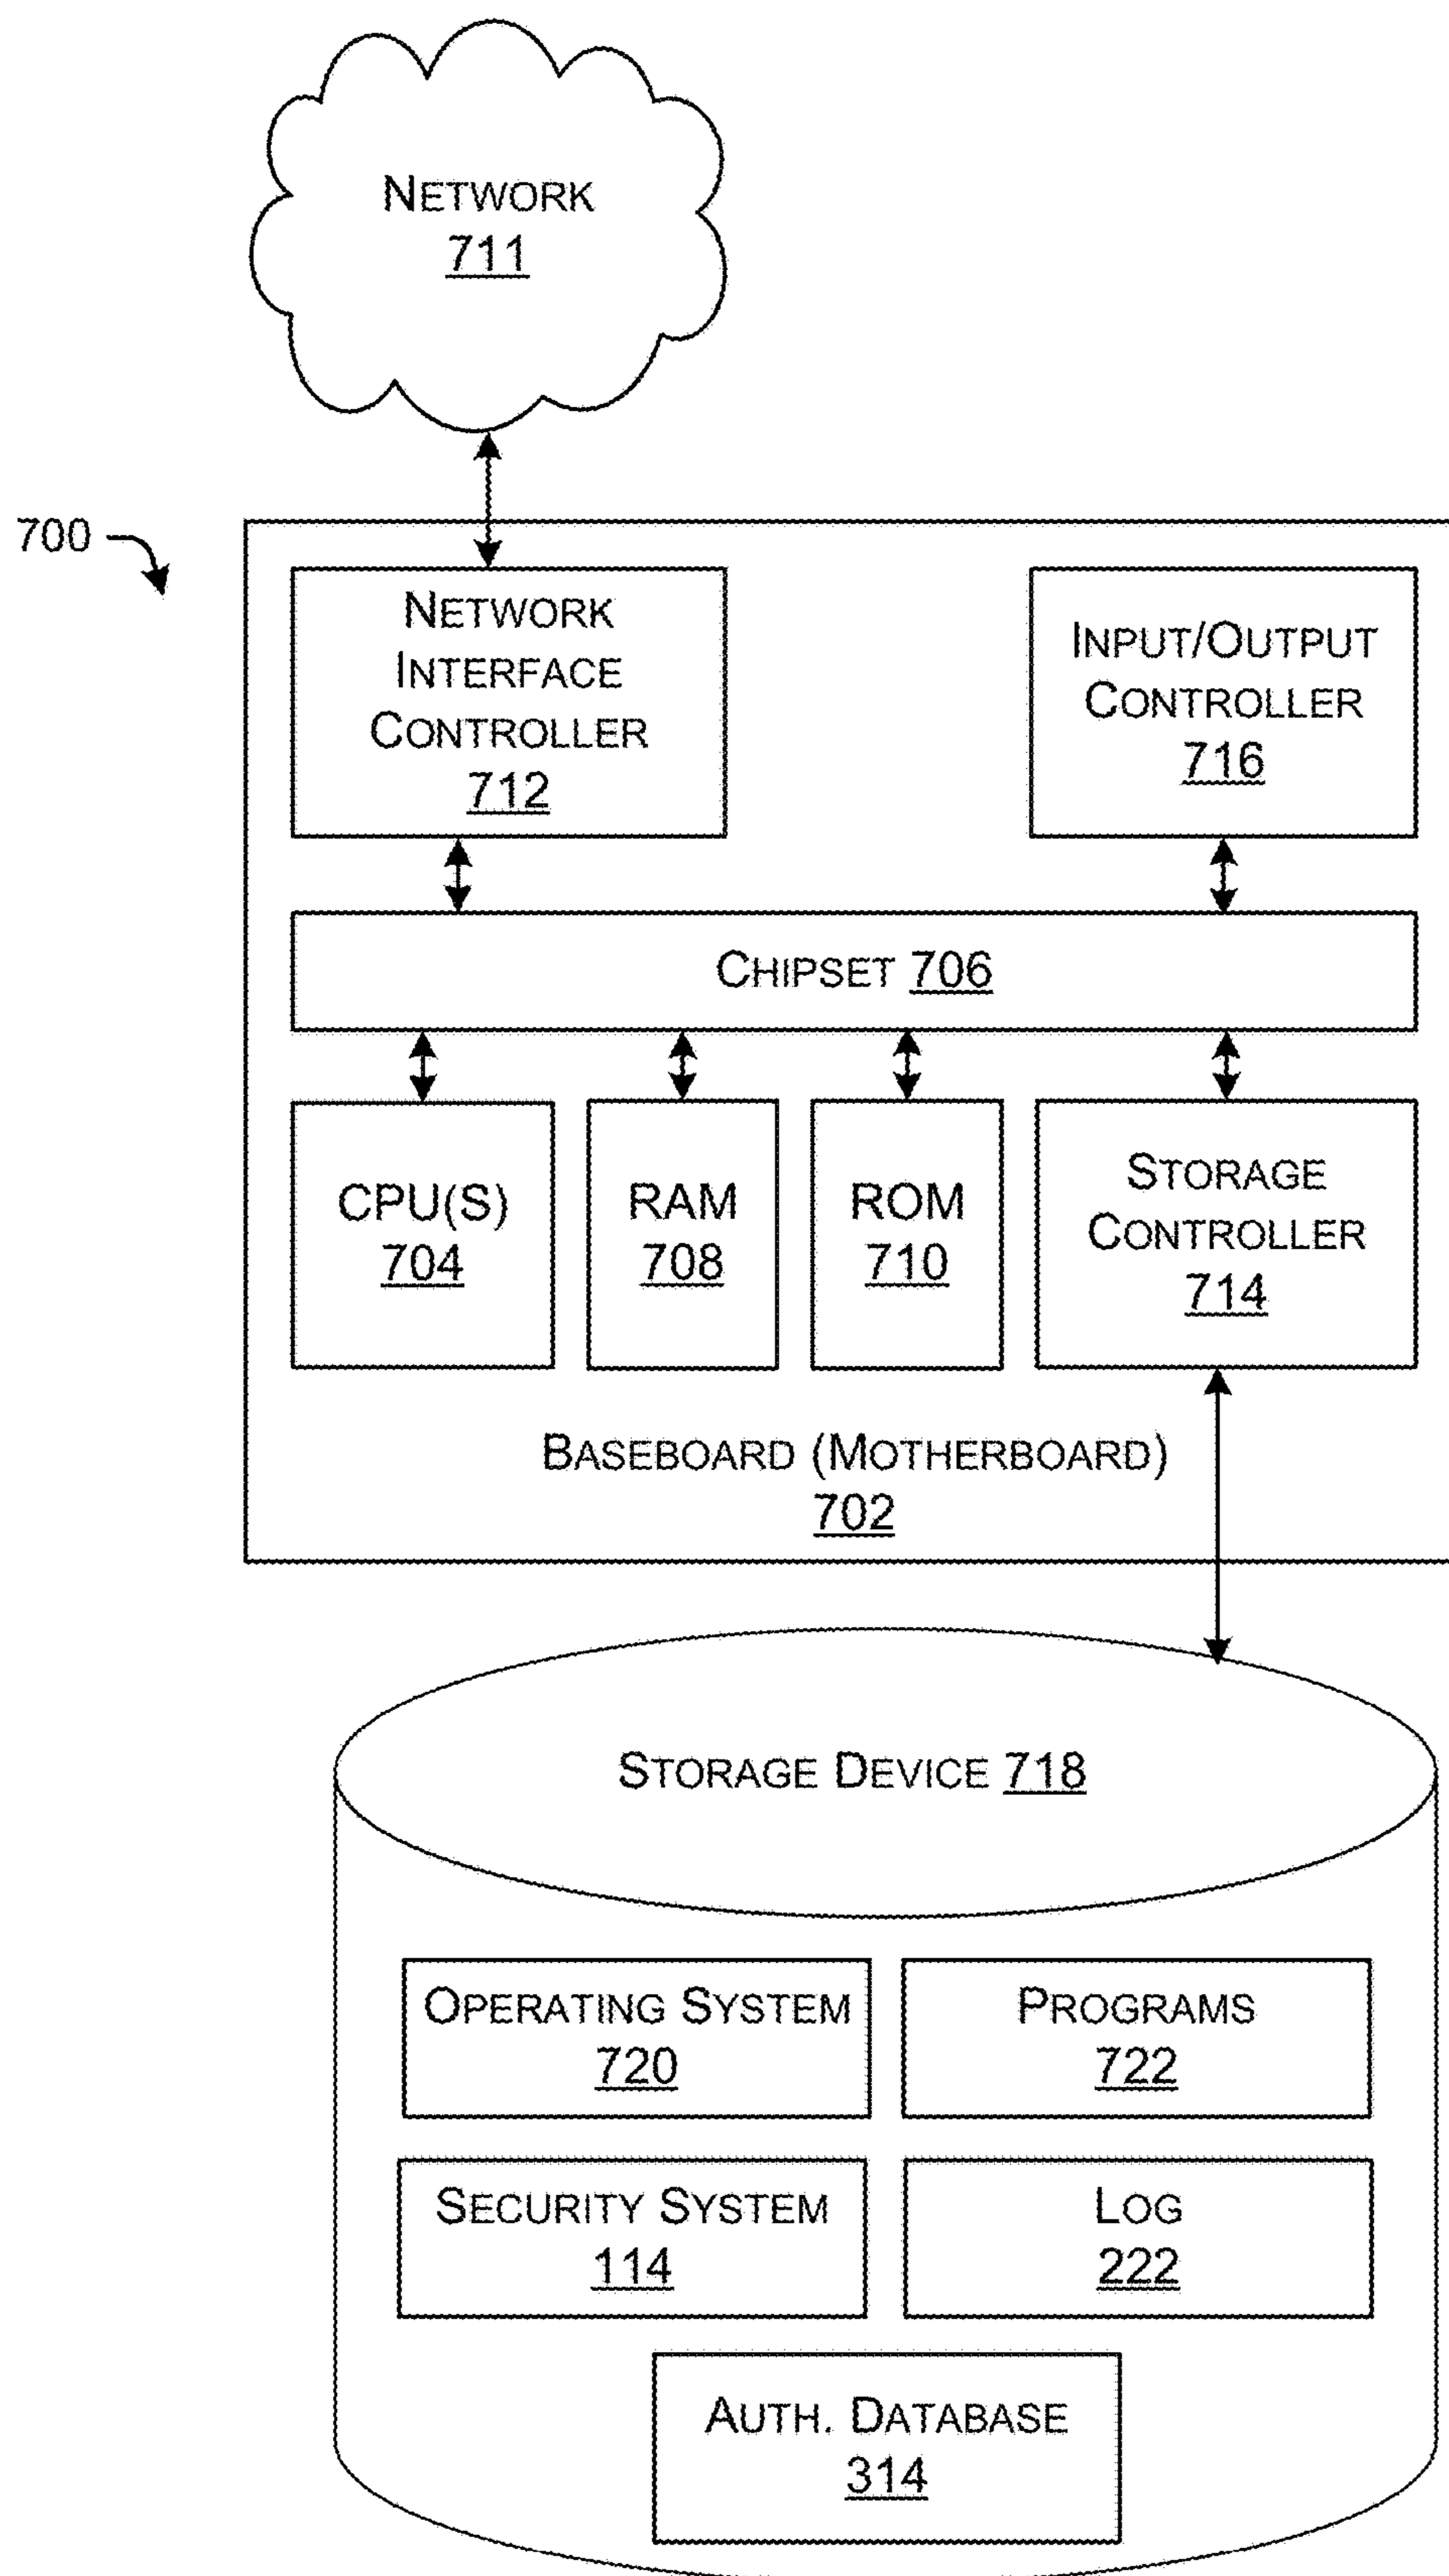 NETWORK
711
700
NETWORK
INTERFACE
CONTROLLER
712
INPUT/OUTPUT
CONTROLLER
716
CHIPSET 706
CPU(S)
704
RAM
708
ROM
710
STORAGE
CONTROLLER
714
BASEBOARD (MOTHERBOARD)
702
STORAGE DEVICE 718
OPERATING SYSTEM
720
PROGRAMS
722
SECURITY SYSTEM
114
LOG
222
AUTH. DATABASE
314